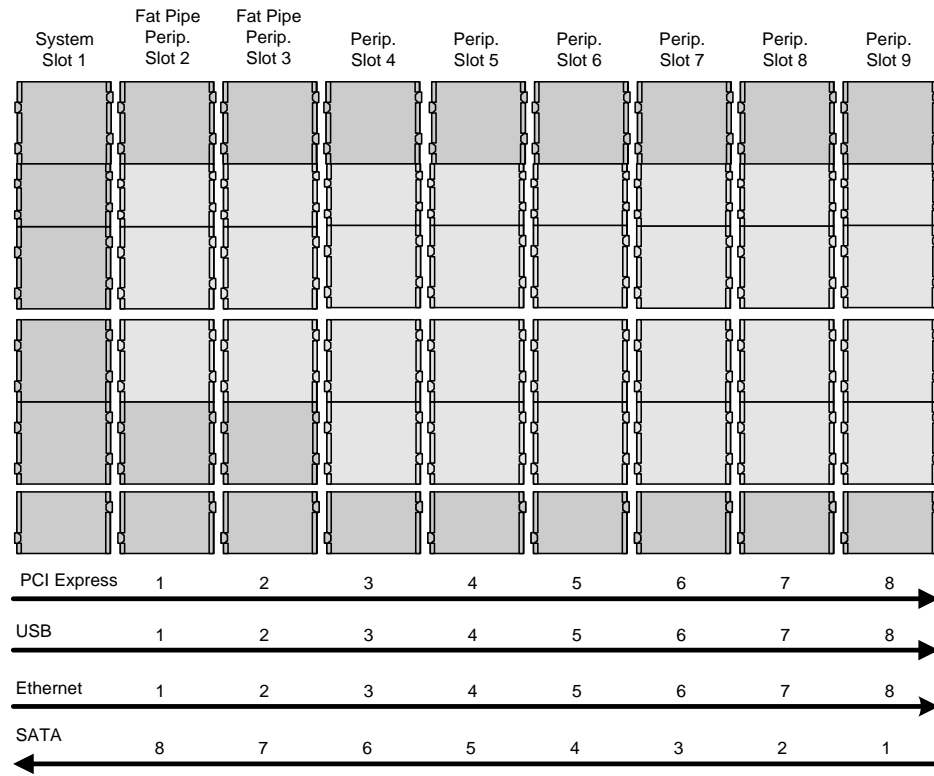 System Slot 1
Fat Pipe Perip. Slot 2
Fat Pipe Perip. Slot 3
Perip. Slot 4
Perip. Slot 5
Perip. Slot 6
Perip. Slot 7
Perip. Slot 8
Perip. Slot 9
PCI Express 1 2 3 4 5 6 7 8
USB 1 2 3 4 5 6 7 8
Ethernet 1 2 3 4 5 6 7 8
SATA 8 7 6 5 4 3 2 1